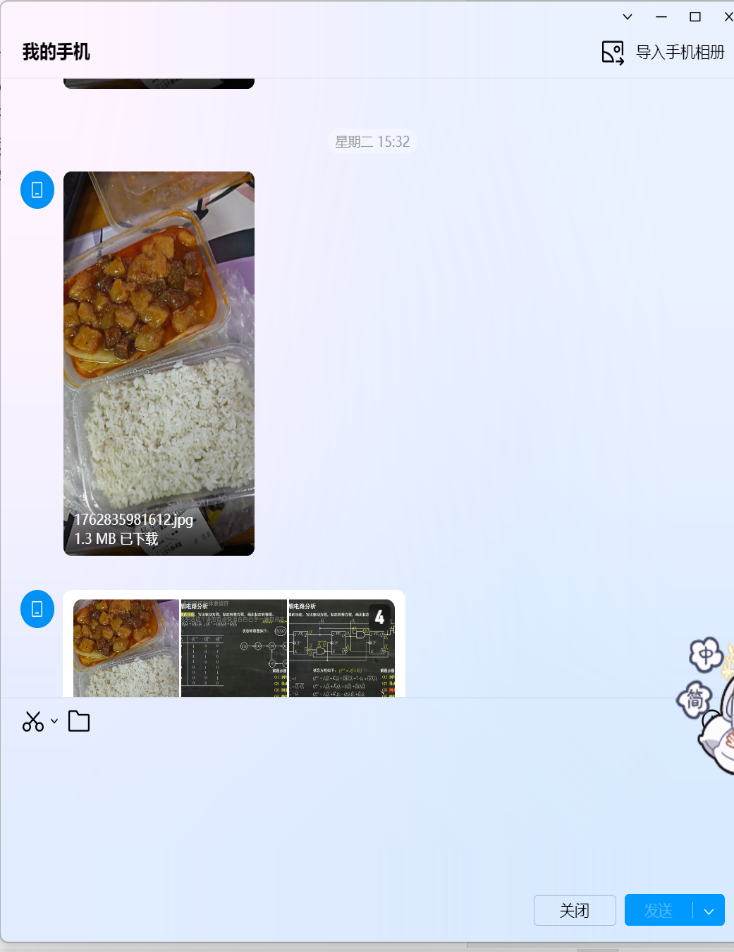 我的手机
导入手机相册
星期二 15:32
1762835981612.jpg
1.3 MB 已下载
4
中
简
关闭
发送